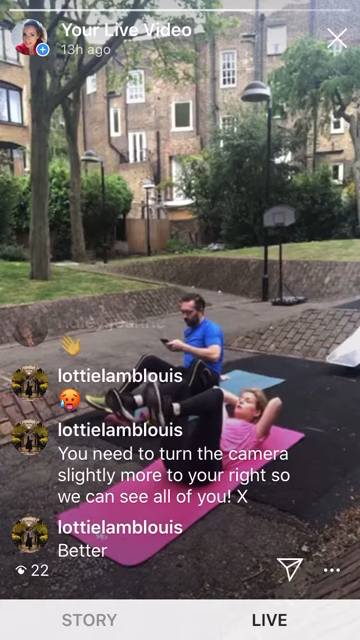 Your Live Video
13h ago
lottielamblouis
lottielamblouis
You need to turn the camera
slightly more to your right so
we can see all of you! X
lottielamblouis
Better
22
STORY
LIVE